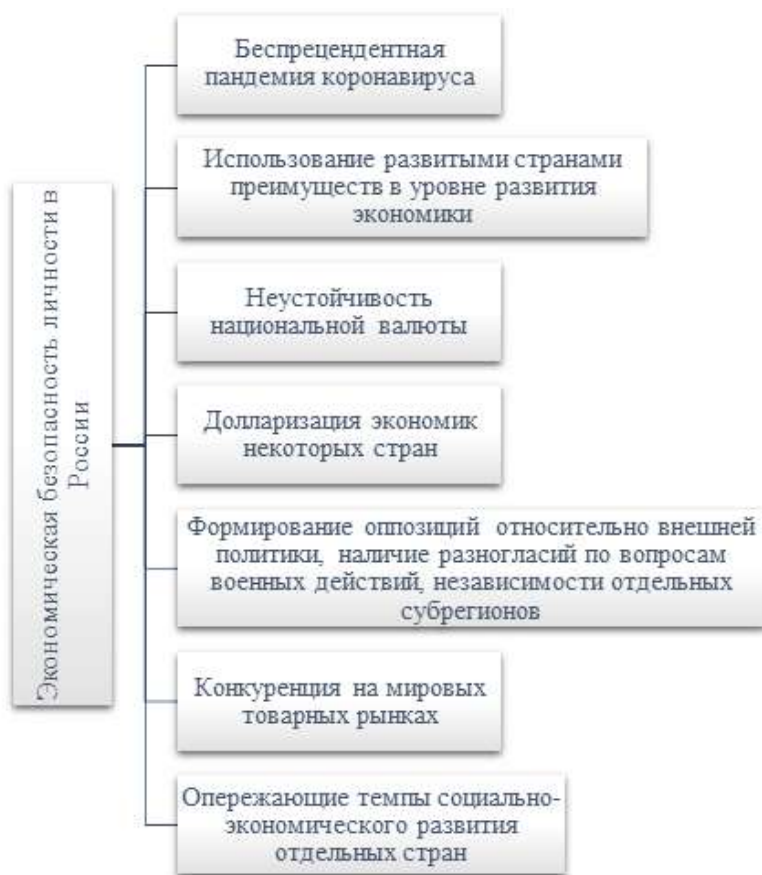 Экономическая безопасность личности в
России
Беспрецендентная
пандемия коронавируса
Использование развитыми странами
преимуществ в уровне развития
экономики
Неустойчивость
национальной валюты
Долларизация экономик
некоторых стран
Формирование оппозиций относительно внешней
политики, наличие разногласий по вопросам
военных действий, независимости отдельных
субрегионов
Конкуренция на мировых
товарных рынках
Опережающие темпы социально-
экономического развития
отдельных стран